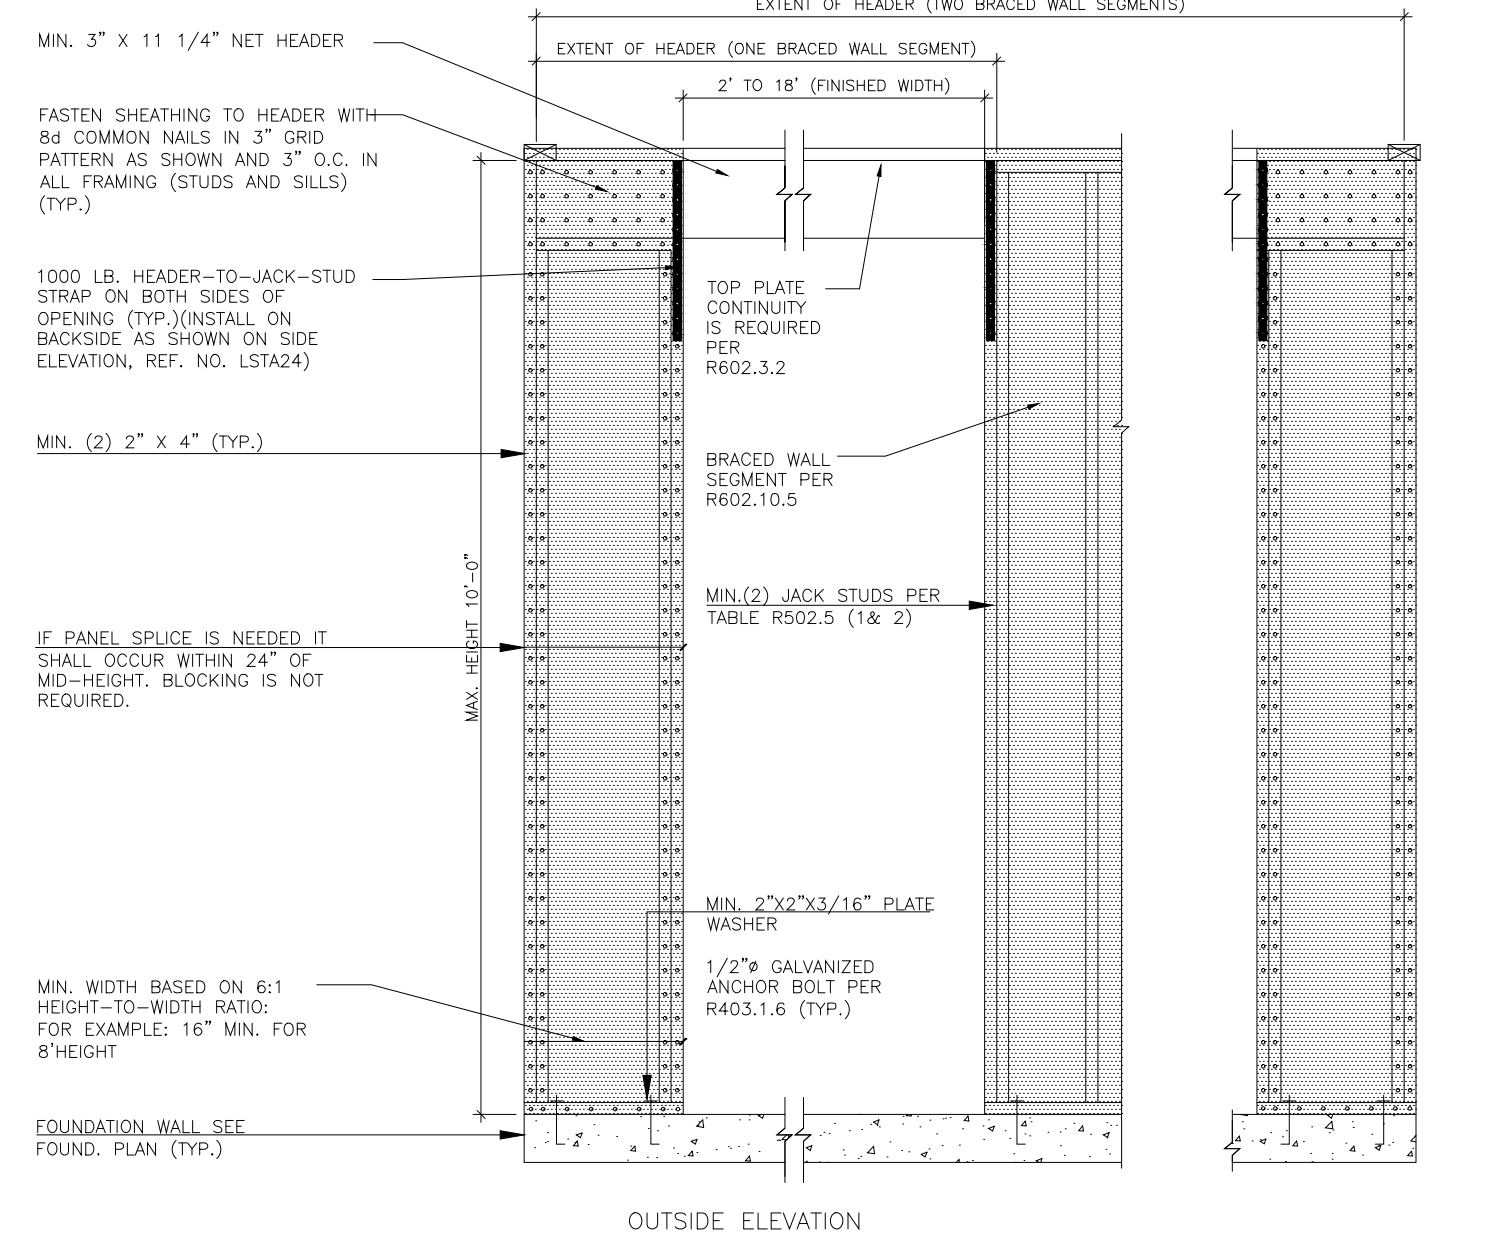 EXTENT OF HEADER (TWO BRACED WALL SEGMENTS)
MIN. 3” X 11 1/4” NET HEADER
EXTENT OF HEADER (ONE BRACED WALL SEGMENT)
2’ TO 18’ (FINISHED WIDTH)
FASTEN SHEATHING TO HEADER WITH
8d COMMON NAILS IN 3” GRID
PATTERN AS SHOWN AND 3” O.C. IN
ALL FRAMING (STUDS AND SILLS)
(TYP.)
1000 LB. HEADER–TO–JACK–STUD
STRAP ON BOTH SIDES OF
OPENING (TYP.)(INSTALL ON
BACKSIDE AS SHOWN ON SIDE
ELEVATION, REF. NO. LSTA24)
TOP PLATE
CONTINUITY
IS REQUIRED
PER
R602.3.2
MIN. (2) 2” X 4” (TYP.)
BRACED WALL
SEGMENT PER
R602.10.5
MAX. HEIGHT 10’–0”
MIN.(2) JACK STUDS PER
TABLE R502.5 (1& 2)
IF PANEL SPLICE IS NEEDED IT
SHALL OCCUR WITHIN 24” OF
MID–HEIGHT. BLOCKING IS NOT
REQUIRED.
MIN. 2”X2”X3/16” PLATE
WASHER
1/2”ø GALVANIZED
ANCHOR BOLT PER
R403.1.6 (TYP.)
MIN. WIDTH BASED ON 6:1
HEIGHT–TO–WIDTH RATIO:
FOR EXAMPLE: 16” MIN. FOR
8’HEIGHT
FOUNDATION WALL SEE
FOUND. PLAN (TYP.)
OUTSIDE ELEVATION